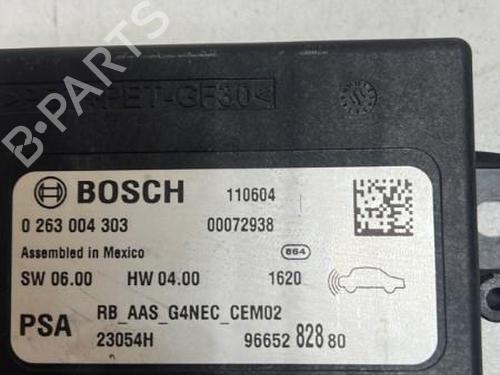 B-PARTS
PET-GF30<
BOSCH 110604
0 263 004 303 00072938
Assembled in Mexico 864
SW 06.00 HW 04.00 1620
PSA RB_AAS_G4NEC_CEM02
23054H 96652 828 80